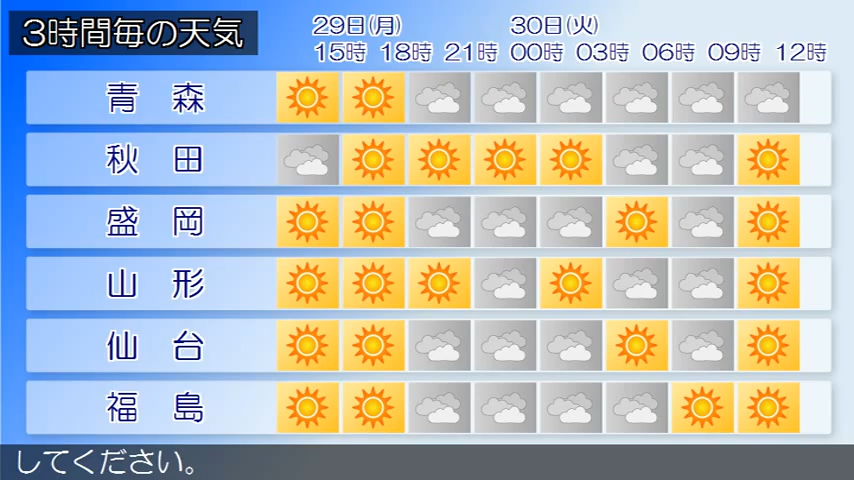 3時間毎の天気
29日(月) 30日(火)
15時 18時 21時 00時 03時 06時 09時 12時
青森
秋田
盛岡
山形
仙台
福島
してください。